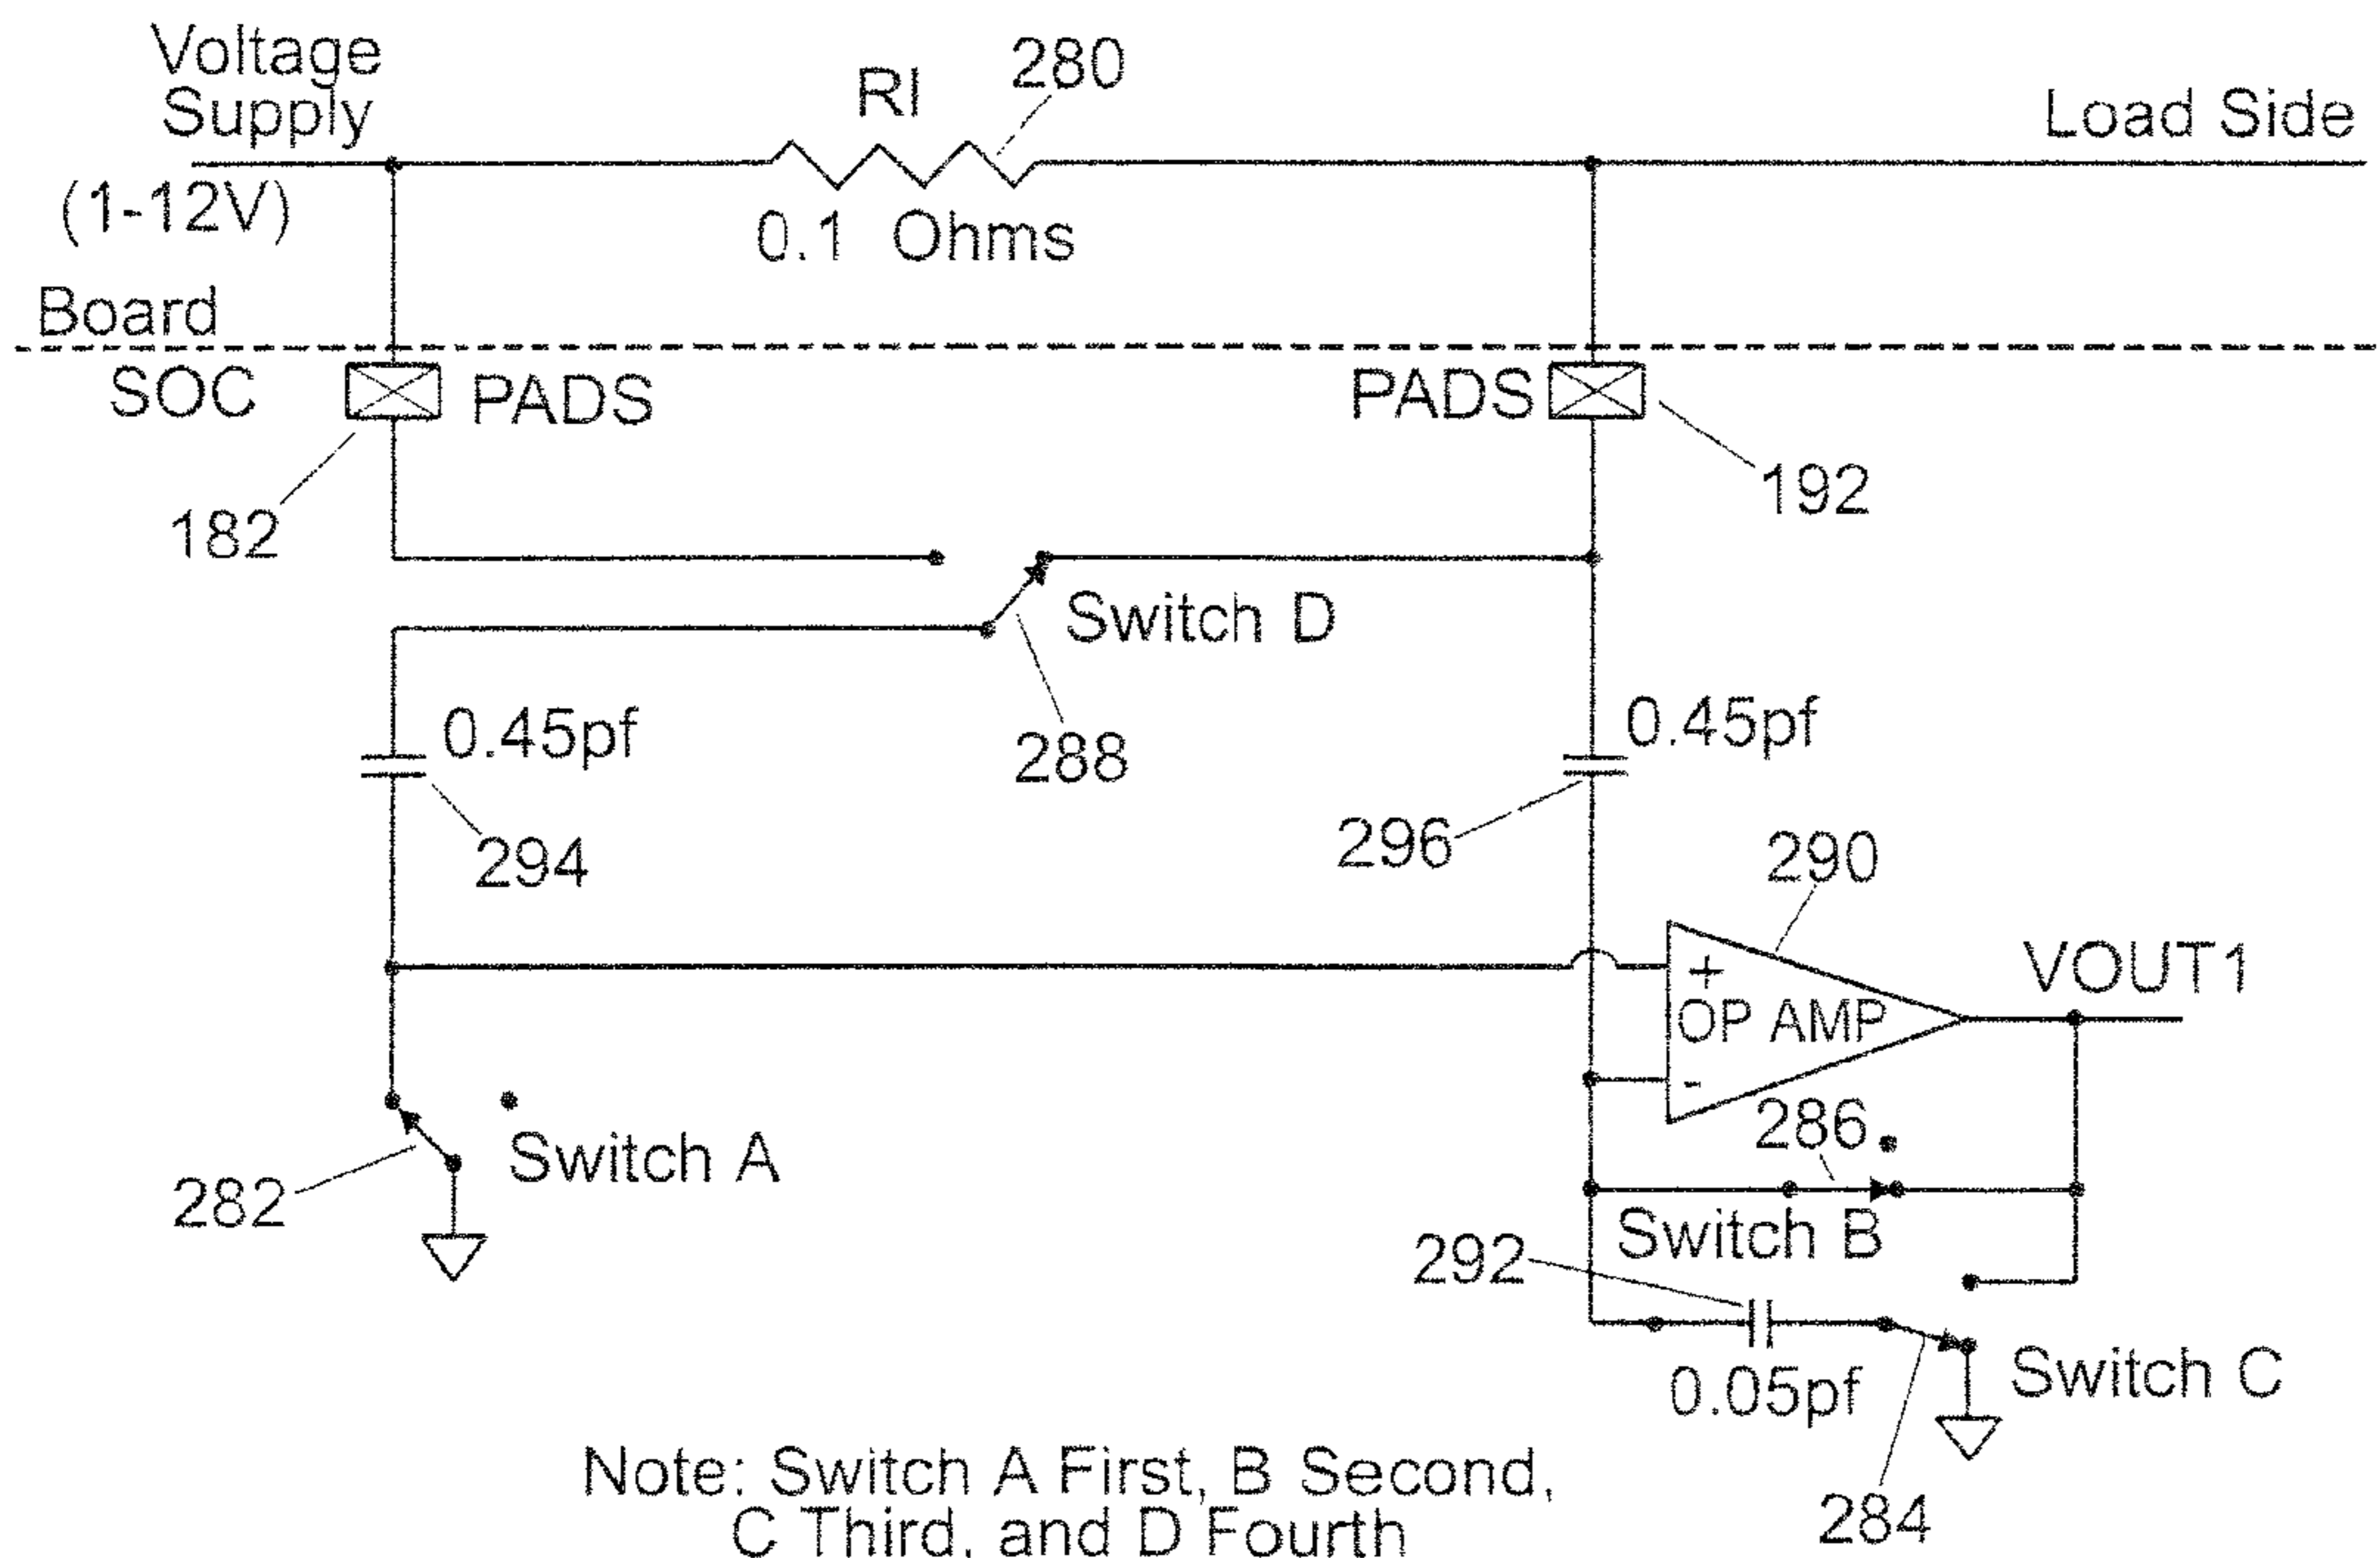 Voltage
Supply
(1-12V)
RI
280
0.1 Ohms
Load Side
Board
SOC
PADS
PADS
182
192
Switch D
288
0.45pf
294
0.45pf
296
290
+
OP AMP
-
VOUT1
Switch A
282
286
Switch B
292
0.05pf
Switch C
284
Note: Switch A First, B Second,
C Third, and D Fourth